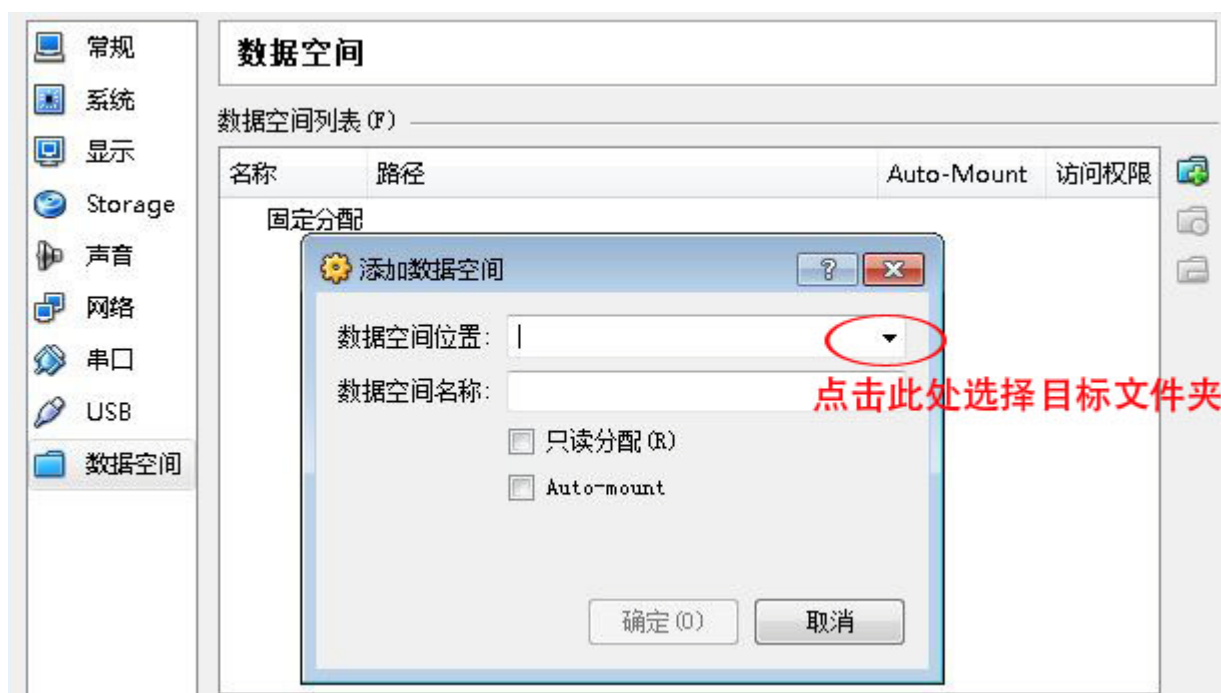 常规
系统
显示
Storage
声音
网络
串口
USB
数据空间
数据空间
数据空间列表(F)
名称 路径 Auto-Mount 访问权限
固定分配
添加数据空间
数据空间位置:
数据空间名称:
点击此处选择目标文件夹
只读分配(R)
Auto-mount
确定(O) 取消